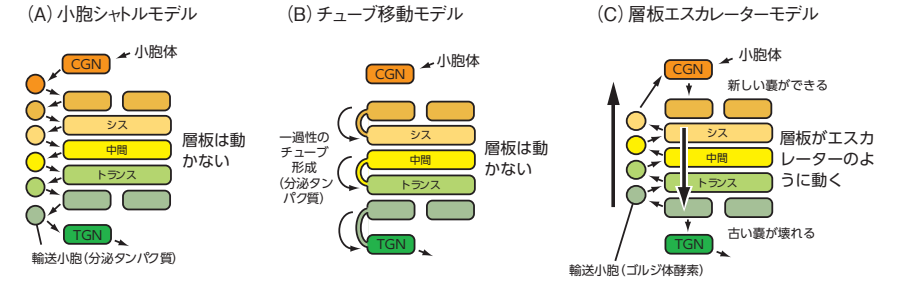 (A) 小胞シャトルモデル
小胞体
CGN
シス
中間
トランス
層板は動
かない
TGN
輸送小胞(分泌タンパク質)
(B) チューブ移動モデル
小胞体
CGN
一過性の
チューブ
形成
(分泌タン
パク質)
シス
中間
トランス
層板は動
かない
TGN
(C) 層板エスカレーターモデル
小胞体
CGN
新しい嚢ができる
シス
中間
トランス
層板がエスカ
レーターのよ
うに動く
古い嚢が壊れる
TGN
輸送小胞(ゴルジ体酵素)